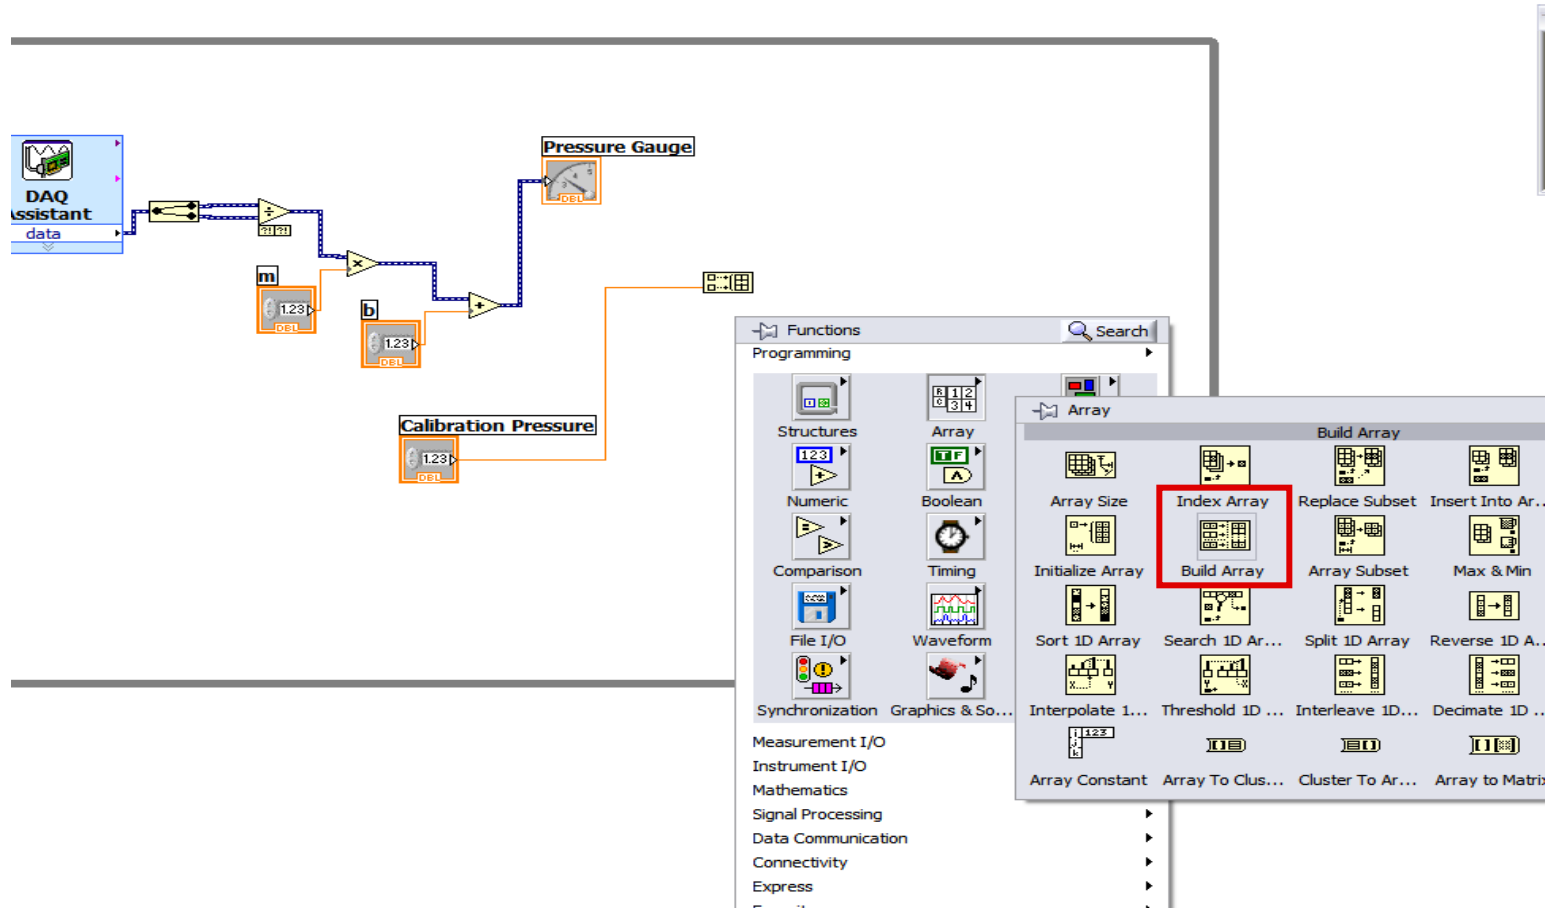 Pressure Gauge
DBL
DAQ
ssistant
data
?!?!
m
1.23
DBL
b
1.23
DBL
Calibration Pressure
1.23
DBL
Functions
Search
Programming
Structures
Array
Numeric
Boolean
Comparison
Timing
File I/O
Waveform
Synchronization
Graphics & So...
Measurement I/O
Instrument I/O
Mathematics
Signal Processing
Data Communication
Connectivity
Express
Array
Build Array
Array Size
Index Array
Replace Subset
Insert Into Ar...
Initialize Array
Build Array
Array Subset
Max & Min
Sort 1D Array
Search 1D Ar...
Split 1D Array
Reverse 1D A...
Interpolate 1...
Threshold 1D ...
Interleave 1D...
Decimate 1D ...
Array Constant
Array To Clus...
Cluster To Ar...
Array to Matrix